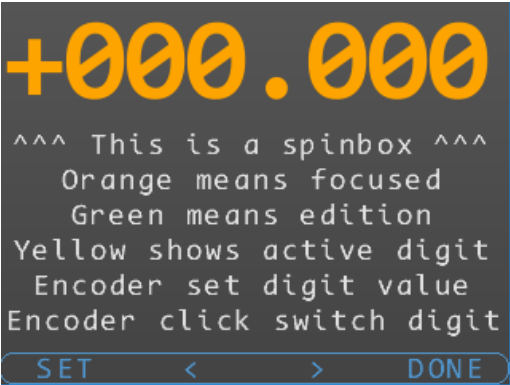 +000.000
^^^ This is a spinbox ^^^
Orange means focused
Green means edition
Yellow shows active digit
Encoder set digit value
Encoder click switch digit
SET < > DONE